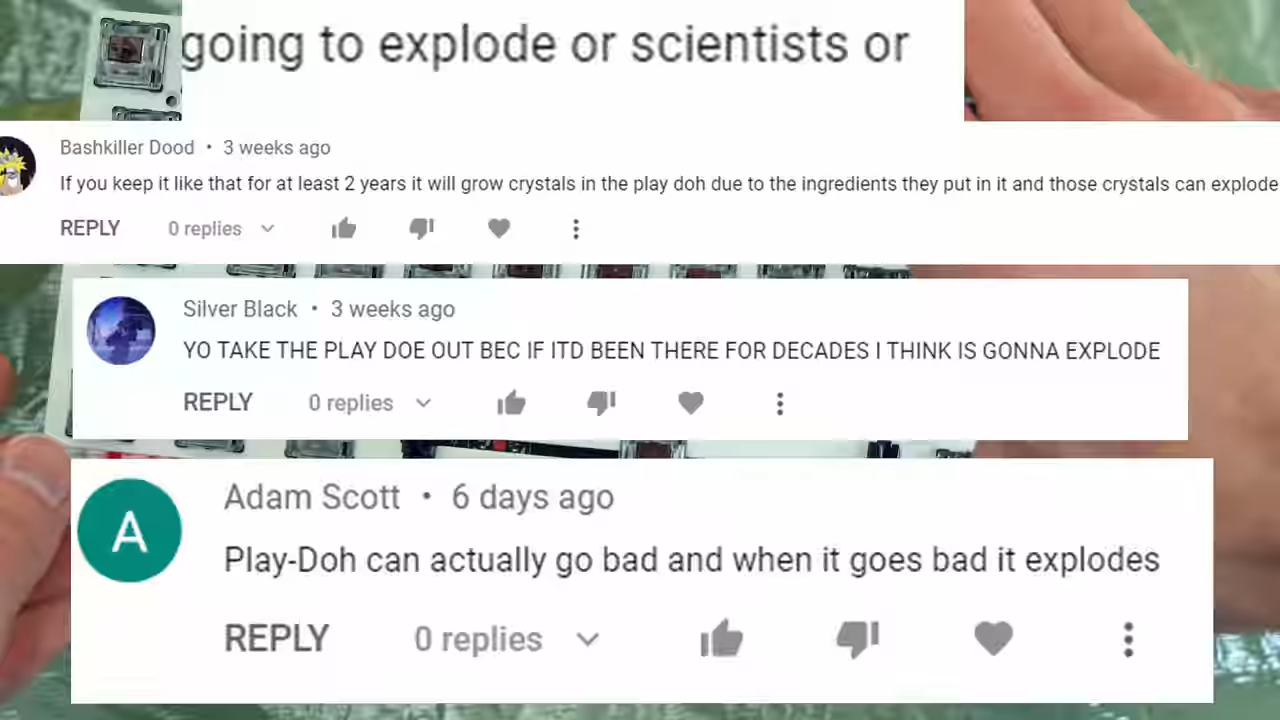 going to explode or scientists or
Bashkiller Dood • 3 weeks ago
If you keep it like that for at least 2 years it will grow crystals in the play doh due to the ingredients they put in it and those crystals can explode
REPLY 0 replies
Silver Black • 3 weeks ago
YO TAKE THE PLAY DOE OUT BEC IF ITD BEEN THERE FOR DECADES I THINK IS GONNA EXPLODE
REPLY 0 replies
A
Adam Scott • 6 days ago
Play-Doh can actually go bad and when it goes bad it explodes
REPLY 0 replies